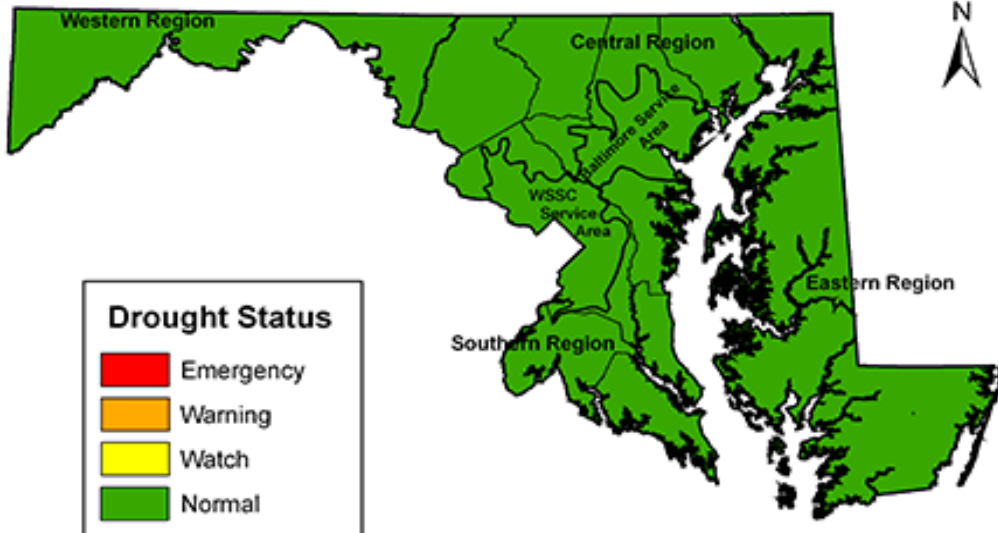 Western Region
N
Central Region
Baltimore Service
Area
WSSC
Service
Area
Eastern Region
Southern Region
Drought Status
Emergency
Warning
Watch
Normal